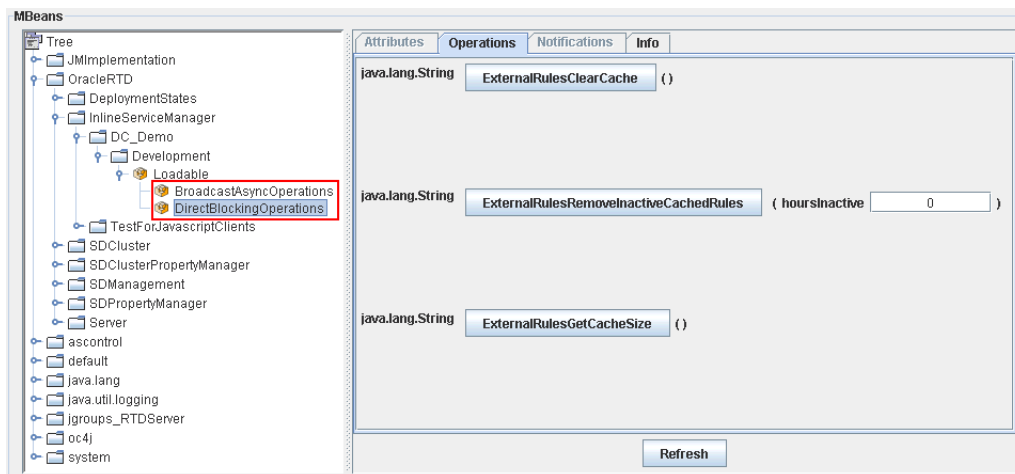 MBeans
Tree
JMImplementation
OracleRTD
DeploymentStates
InlineServiceManager
DC_Demo
Development
Loadable
BroadcastAsyncOperations
DirectBlockingOperations
TestForJavascriptClients
SDCluster
SDClusterPropertyManager
SDManagement
SDPropertyManager
Server
ascontrol
default
java.lang
java.util.logging
jgroups_RTDServer
oc4j
system
Attributes Operations Notifications Info
java.lang.String ExternalRulesClearCache ( )
java.lang.String ExternalRulesRemoveInactiveCachedRules ( hoursInactive 0 )
java.lang.String ExternalRulesGetCacheSize ( )
Refresh